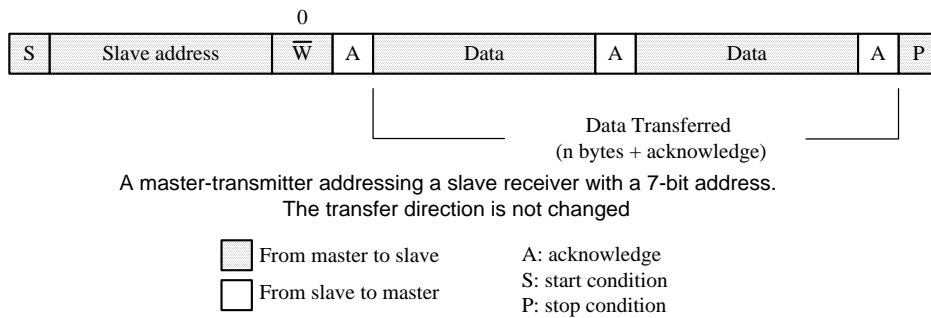 0
S Slave address W̅ A Data A Data A P
Data Transferred
(n bytes + acknowledge)
A master-transmitter addressing a slave receiver with a 7-bit address.
The transfer direction is not changed
From master to slave
From slave to master
A: acknowledge
S: start condition
P: stop condition